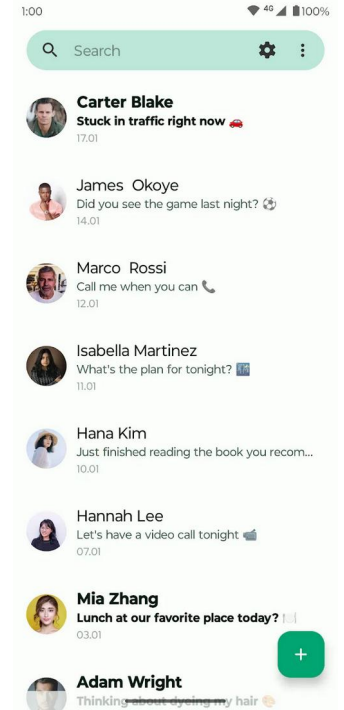 1:00 4G 100%
Search
Carter Blake
Stuck in traffic right now 🚗
17.01
James Okoye
Did you see the game last night? ⚽
14.01
Marco Rossi
Call me when you can 📞
12.01
Isabella Martinez
What's the plan for tonight? 🌃
11.01
Hana Kim
Just finished reading the book you recom...
10.01
Hannah Lee
Let's have a video call tonight 📹
07.01
Mia Zhang
Lunch at our favorite place today? 🍽️
03.01
Adam Wright
Thinking about dyeing my hair 🎨